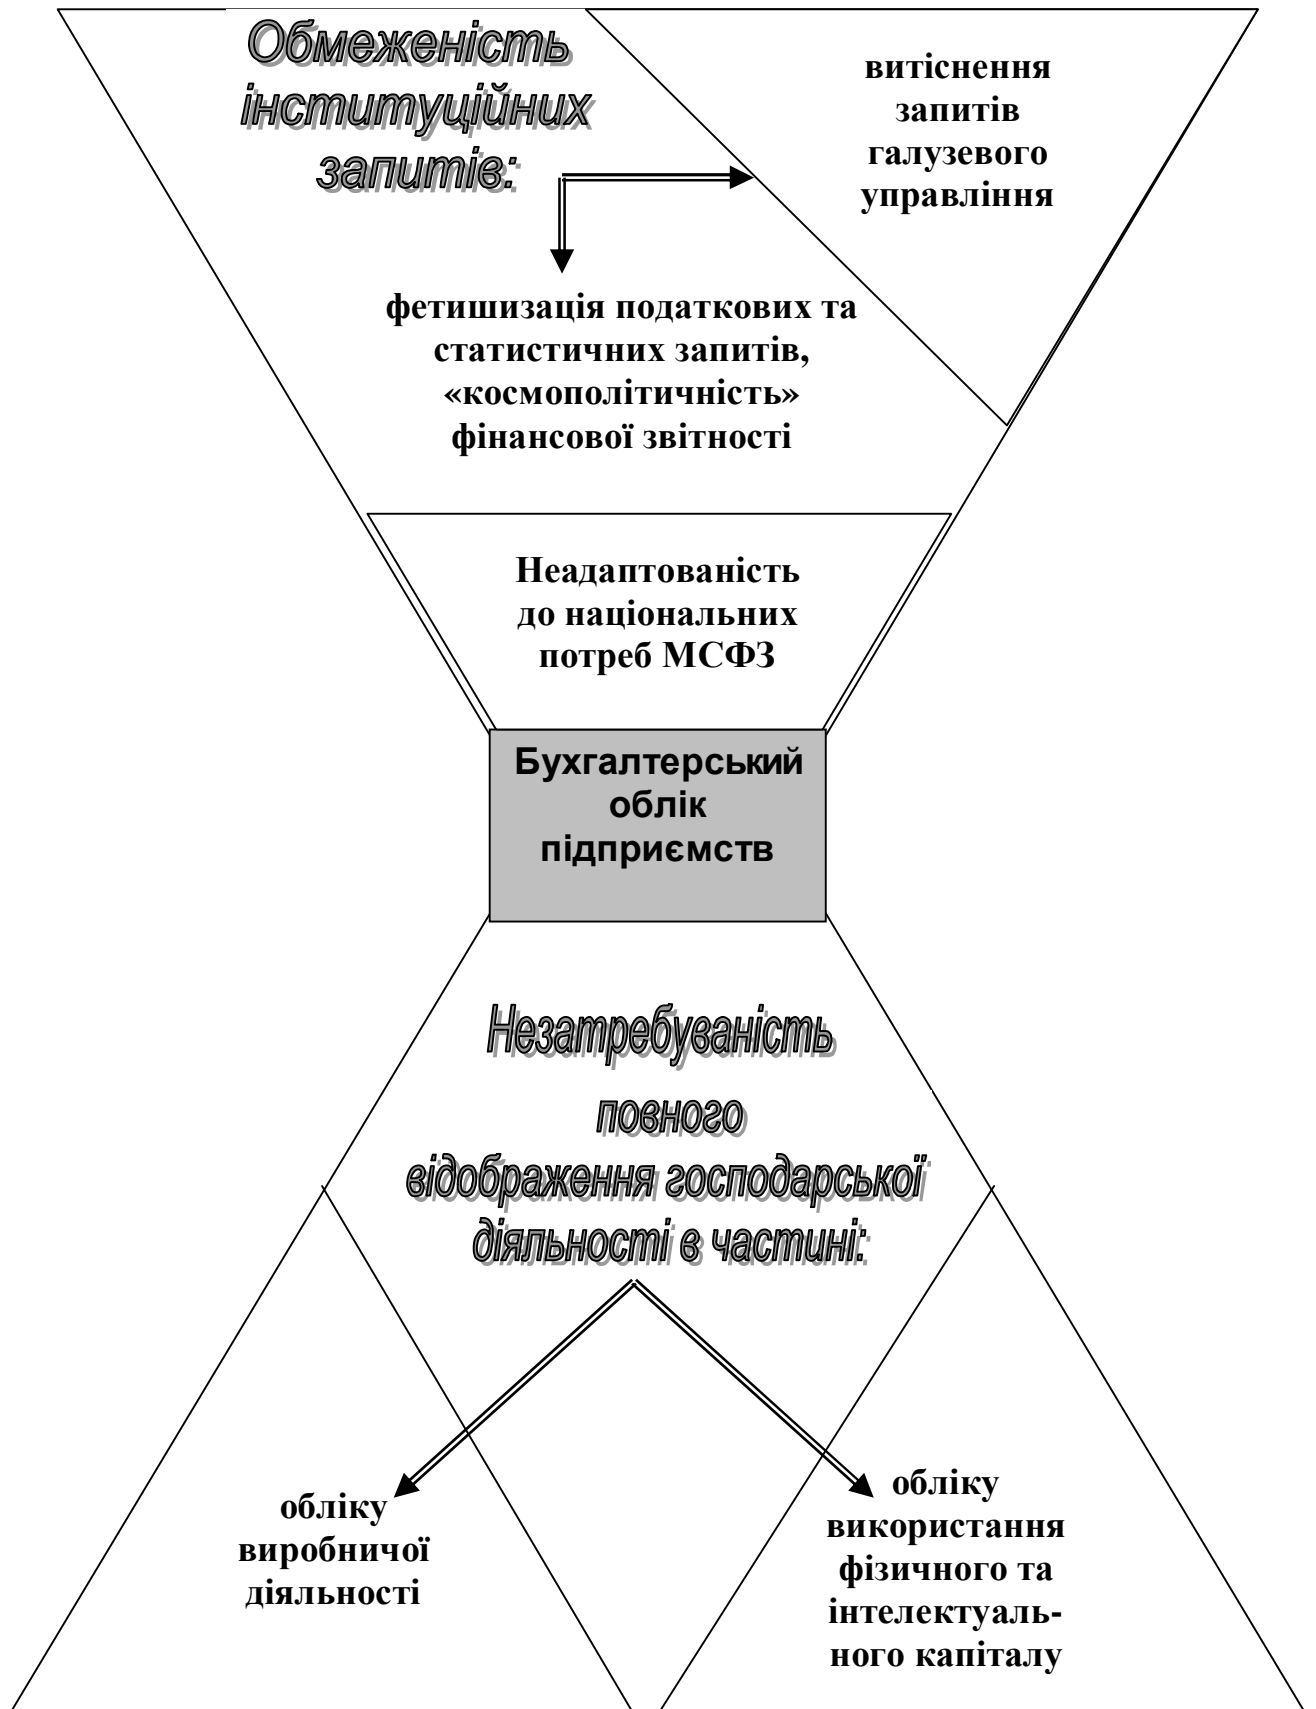 Обмеженість
інституційних
запитів:
витіснення
запитів
галузевого
управління
фетишизація податкових та
статистичних запитів,
«космополітичність»
фінансової звітності
Неадаптованість
до національних
потреб МСФЗ
Бухгалтерський
облік
підприємств
Незатребуваність
повного
відображення господарської
діяльності в частині:
обліку
виробничої
діяльності
обліку
використання
фізичного та
інтелектуаль-
ного капіталу